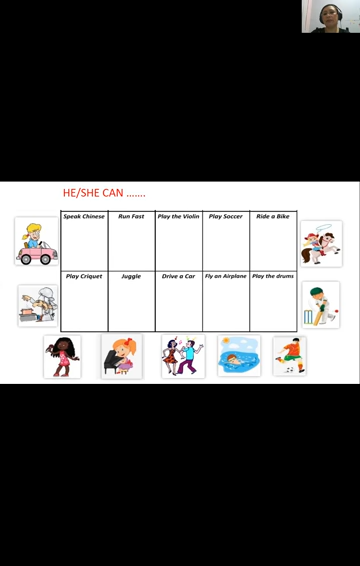 HE/SHE CAN .......
Speak Chinese Run Fast Play the Violin Play Soccer Ride a Bike
Play Criquet Juggle Drive a Car Fly an Airplane Play the drums